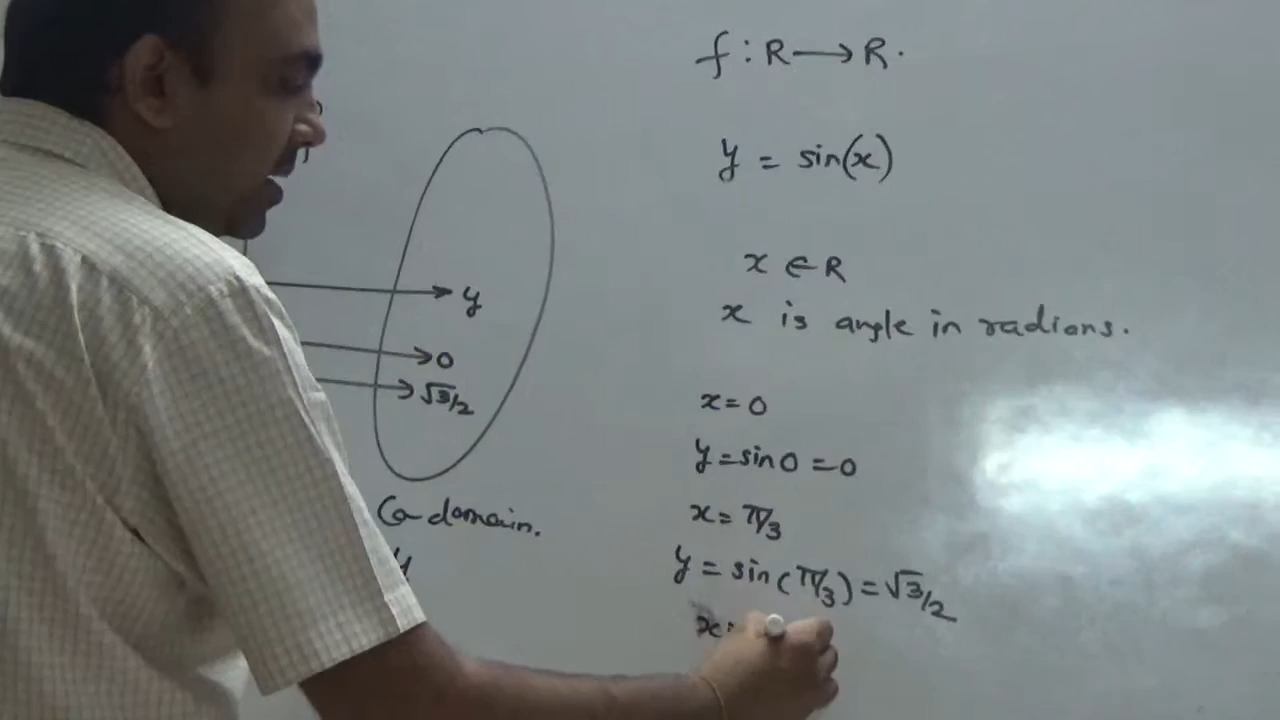 f : R → R.
y = sin(x)
x ∈ R
x is angle in radians.
y
0
√3/2
x = 0
y = sin 0 = 0
Co-domain.
x = π/3
y
y = sin(π/3) = √3/2
x =